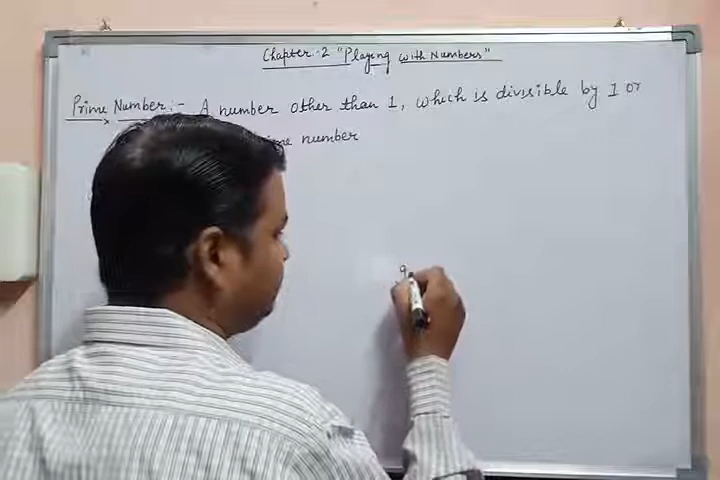 Chapter:-2 "Playing with Numbers"
Prime Number:- A number other than 1, which is divisible by 1 or
number